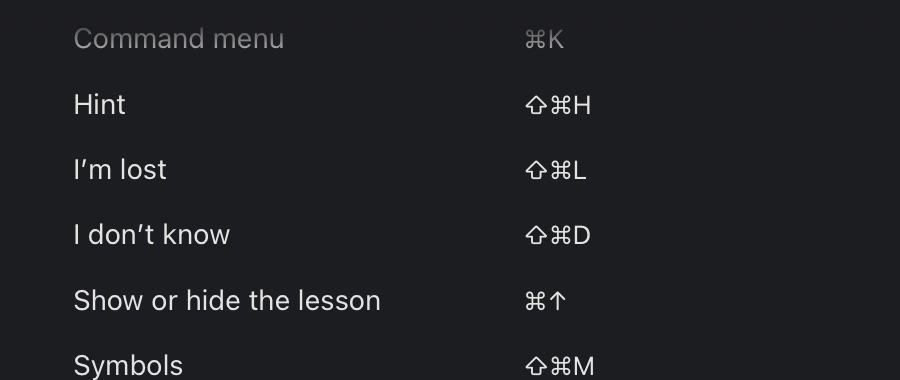 Command menu ⌘K
Hint ⇧⌘H
I’m lost ⇧⌘L
I don’t know ⇧⌘D
Show or hide the lesson ⌘↑
Symbols ⇧⌘M